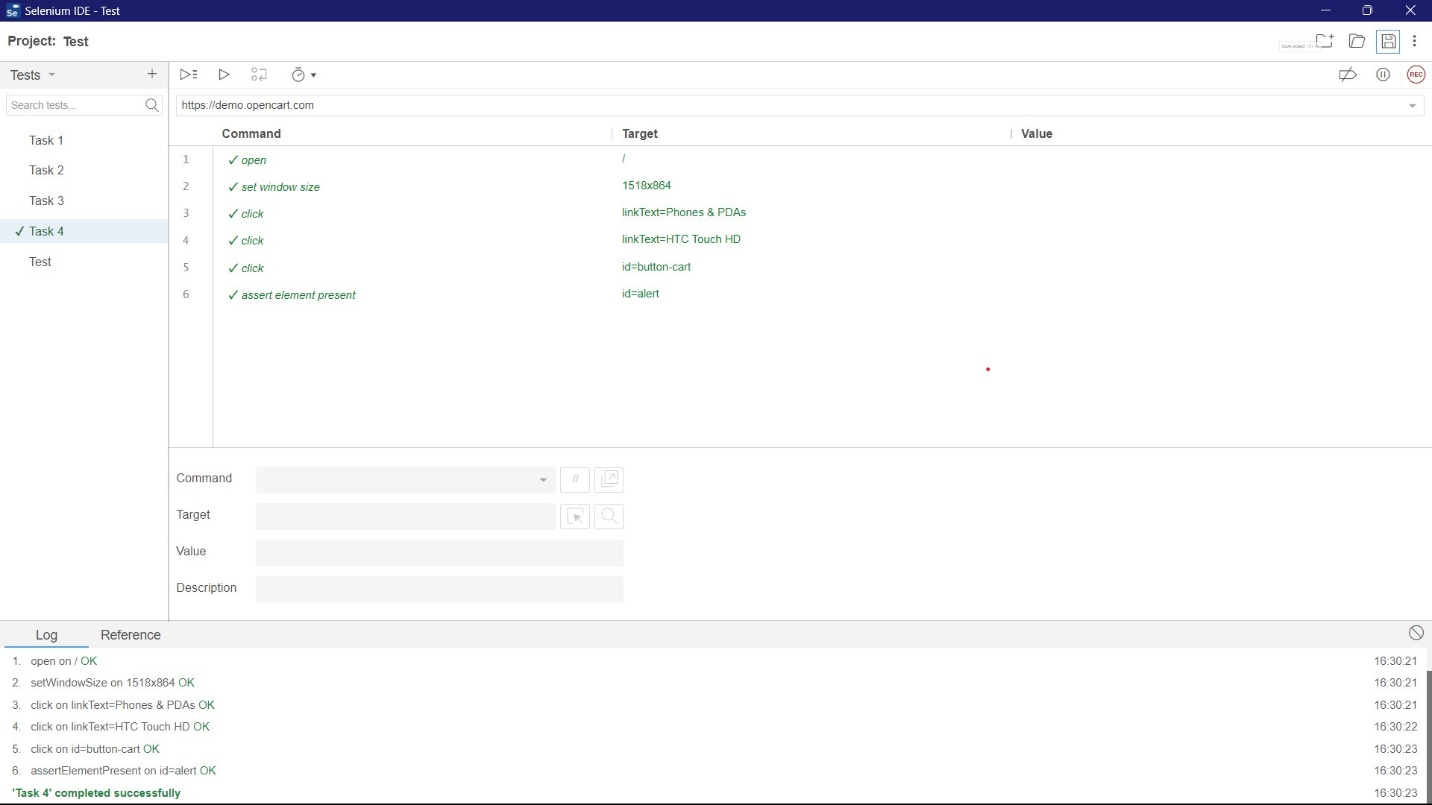 Selenium IDE - Test
Project: Test
Tests
Search tests...
Task 1
Task 2
Task 3
✓ Task 4
Test
REC
https://demo.opencart.com
Command Target Value
1 ✓ open /
2 ✓ set window size 1518x864
3 ✓ click linkText=Phones & PDAs
4 ✓ click linkText=HTC Touch HD
5 ✓ click id=button-cart
6 ✓ assert element present id=alert
Command //
Target
Value
Description
Log Reference
1. open on / OK 16:30:21
2. setWindowSize on 1518x864 OK 16:30:21
3. click on linkText=Phones & PDAs OK 16:30:21
4. click on linkText=HTC Touch HD OK 16:30:22
5. click on id=button-cart OK 16:30:23
6. assertElementPresent on id=alert OK 16:30:23
'Task 4' completed successfully 16:30:23